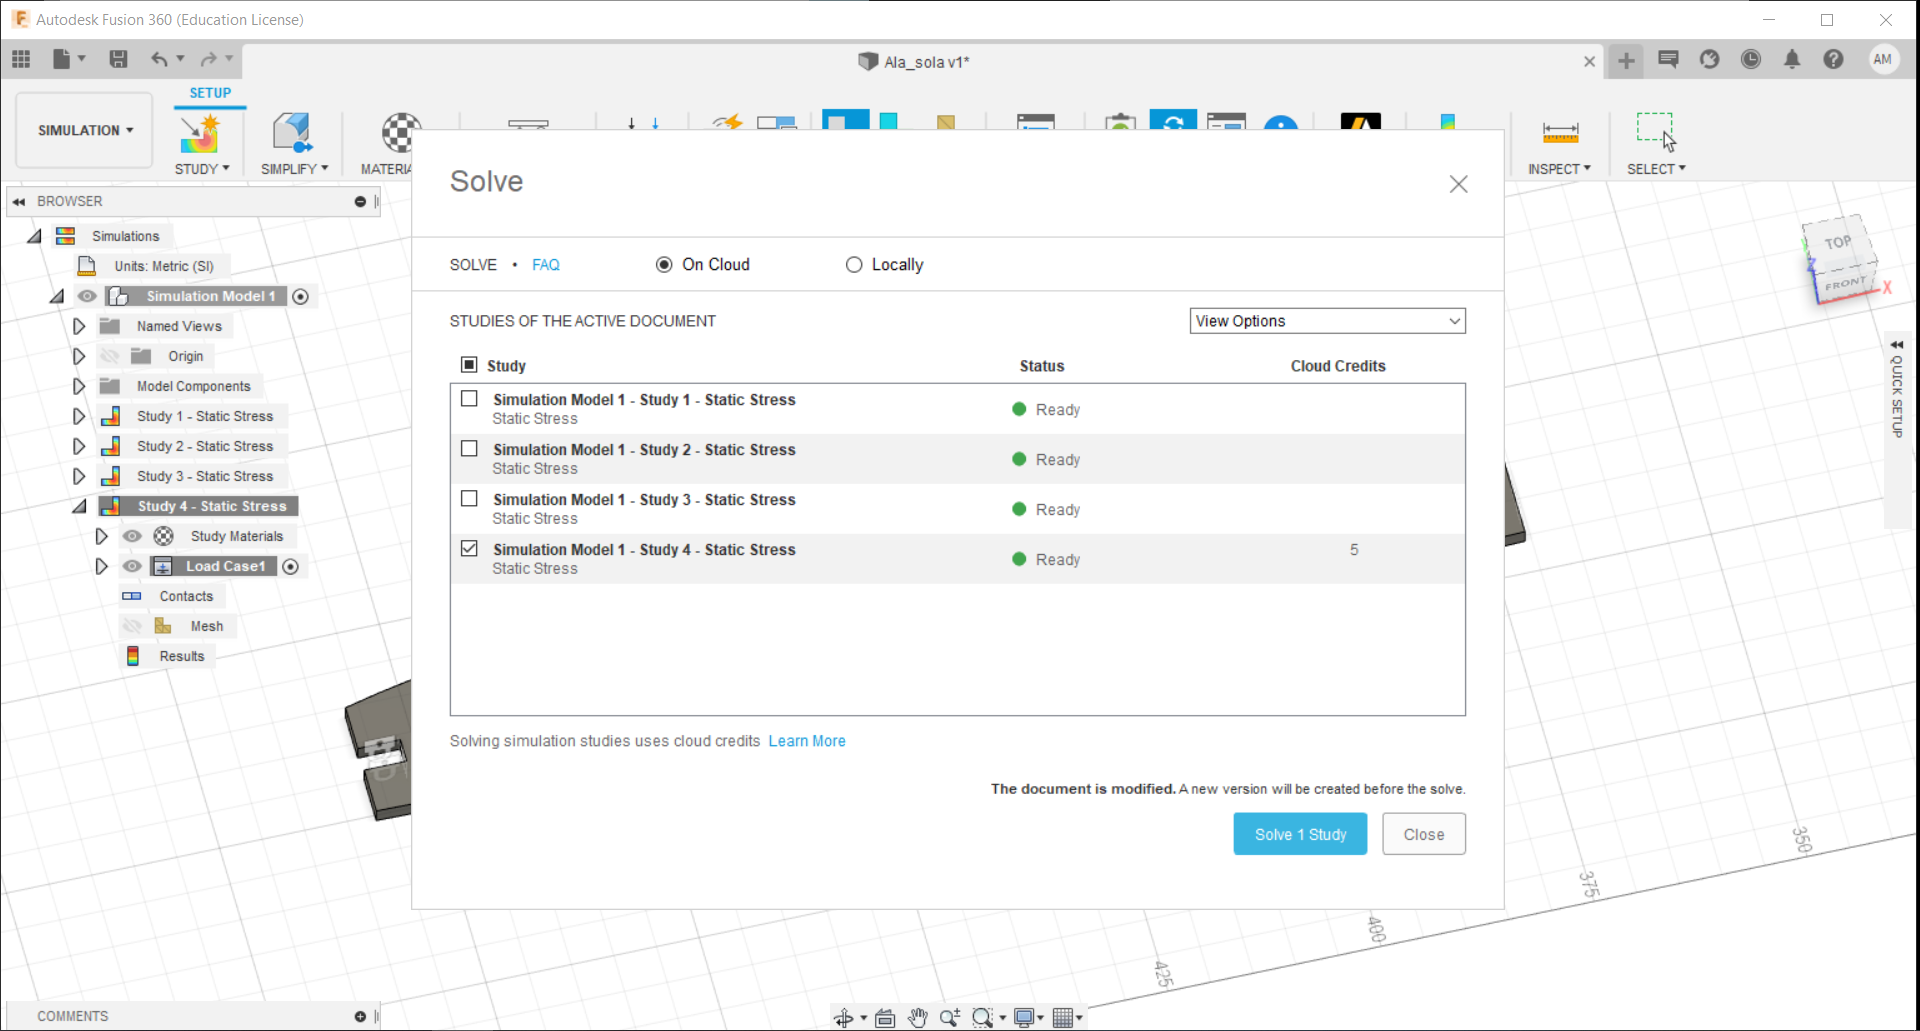 Autodesk Fusion 360 (Education License)
Ala_sola v1*
AM
SETUP
SIMULATION
STUDY
SIMPLIFY
INSPECT
SELECT
BROWSER
Simulations
Units: Metric (SI)
Simulation Model 1
Named Views
Origin
Model Components
Study 1 - Static Stress
Study 2 - Static Stress
Study 3 - Static Stress
Study 4 - Static Stress
Study Materials
Load Case1
Contacts
Mesh
Results
Solve
SOLVE • FAQ On Cloud Locally
STUDIES OF THE ACTIVE DOCUMENT View Options
Study Status Cloud Credits
Simulation Model 1 - Study 1 - Static Stress
Static Stress
Ready
Simulation Model 1 - Study 2 - Static Stress
Static Stress
Ready
Simulation Model 1 - Study 3 - Static Stress
Static Stress
Ready
Simulation Model 1 - Study 4 - Static Stress
Static Stress
Ready 5
Solving simulation studies uses cloud credits Learn More
The document is modified. A new version will be created before the solve.
Solve 1 Study Close
TOP
FRONT
X
Z
QUICK SETUP
350
375
400
425
COMMENTS